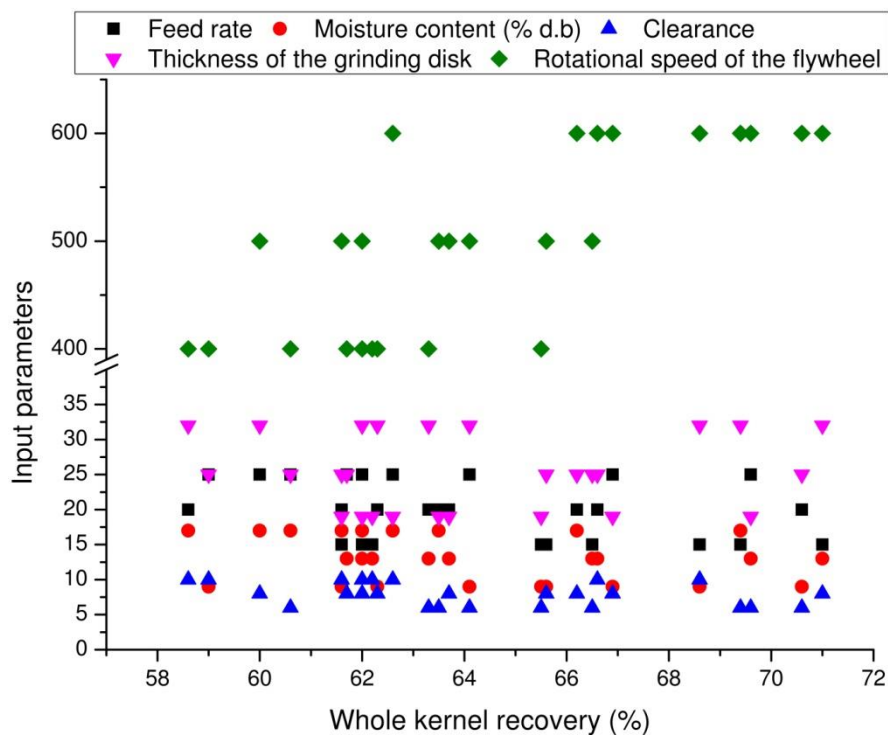 Feed rate Moisture content (% d.b) Clearance
Thickness of the grinding disk Rotational speed of the flywheel
600
500
400
35
30
25
20
15
10
5
0
Input parameters
58 60 62 64 66 68 70 72
Whole kernel recovery (%)